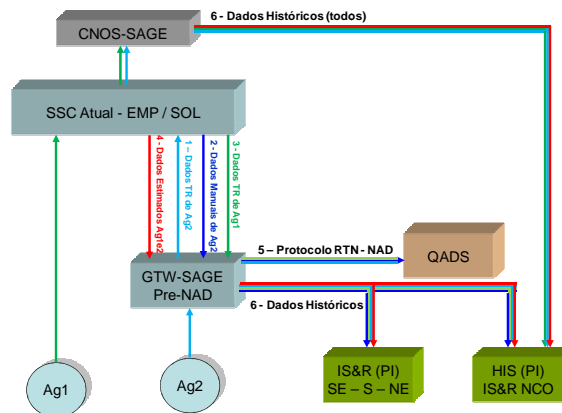 6 - Dados Históricos (todos)
CNOS-SAGE
SSC Atual - EMP / SOL
4 - Dados Estimados Ag1e2
1 – Dados TR de Ag2
2 - Dados Manuais de Ag2
3 - Dados TR de Ag1
5 – Protocolo RTN - NAD
QADS
GTW-SAGE
Pre-NAD
6 - Dados Históricos
Ag1
Ag2
IS&R (PI)
SE – S – NE
HIS (PI)
IS&R NCO